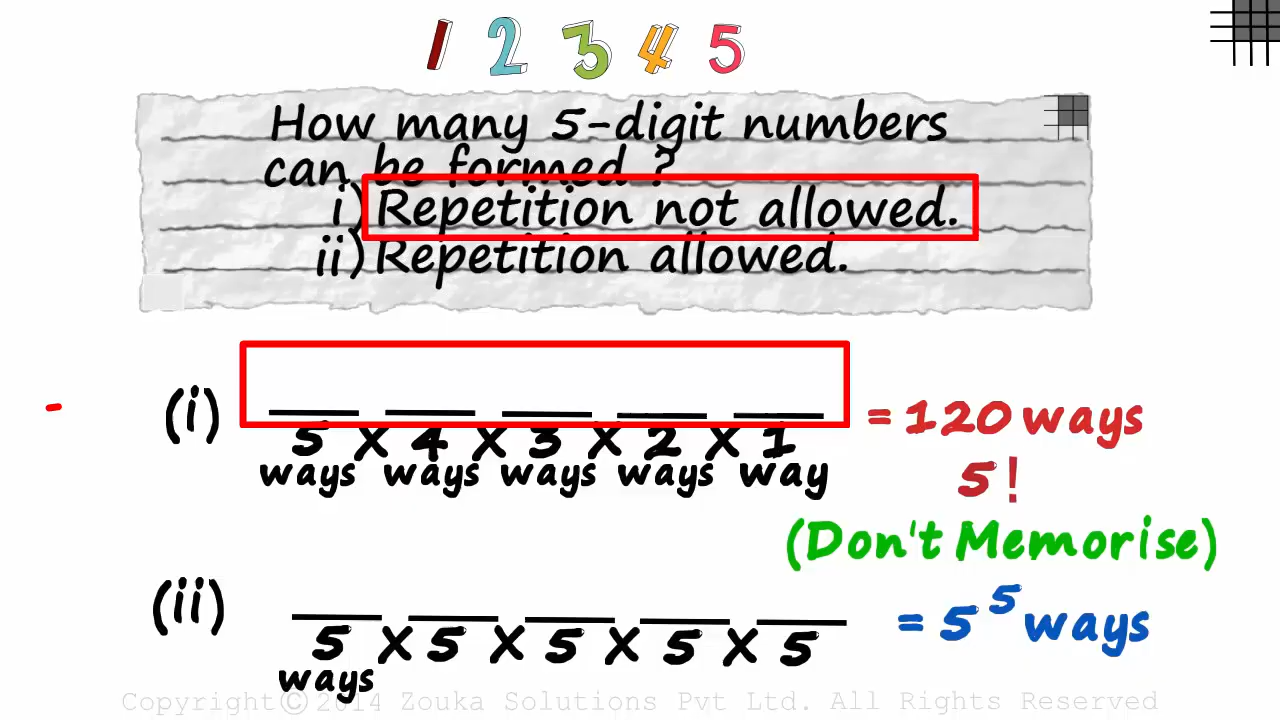 1 2 3 4 5
How many 5-digit numbers
can be formed ?
i) Repetition not allowed.
ii) Repetition allowed.
(i) 5 X 4 X 3 X 2 X 1 = 120 ways
ways ways ways ways way
5!
(Don't Memorise)
(ii) 5 X 5 X 5 X 5 X 5 = 5⁵ ways
ways
Copyright© 2014 Zouka Solutions Pvt Ltd. All Rights Reserved